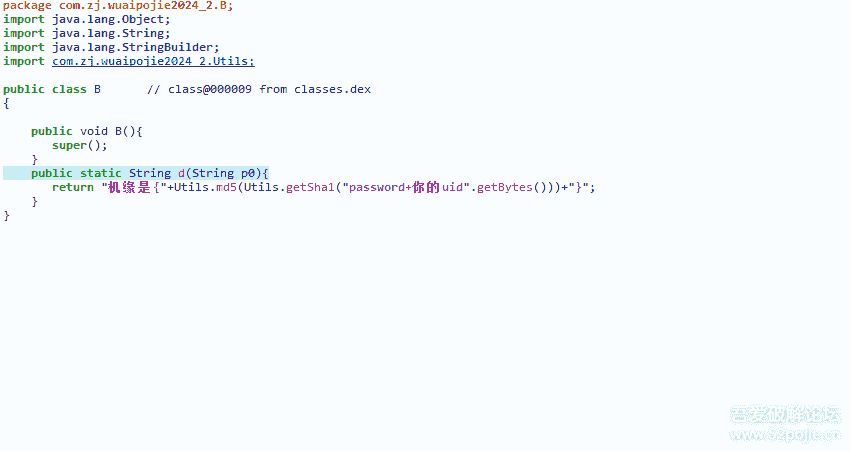 package com.zj.wuaipojie2024_2.B;
import java.lang.Object;
import java.lang.String;
import java.lang.StringBuilder;
import com.zj.wuaipojie2024_2.Utils;
public class B // class@000009 from classes.dex
{
public void B(){
super();
}
public static String d(String p0){
return "机缘是{"+Utils.md5(Utils.getSha1("password+你的uid".getBytes()))+"}";
}
}
吾爱破解论坛
www.52pojie.cn